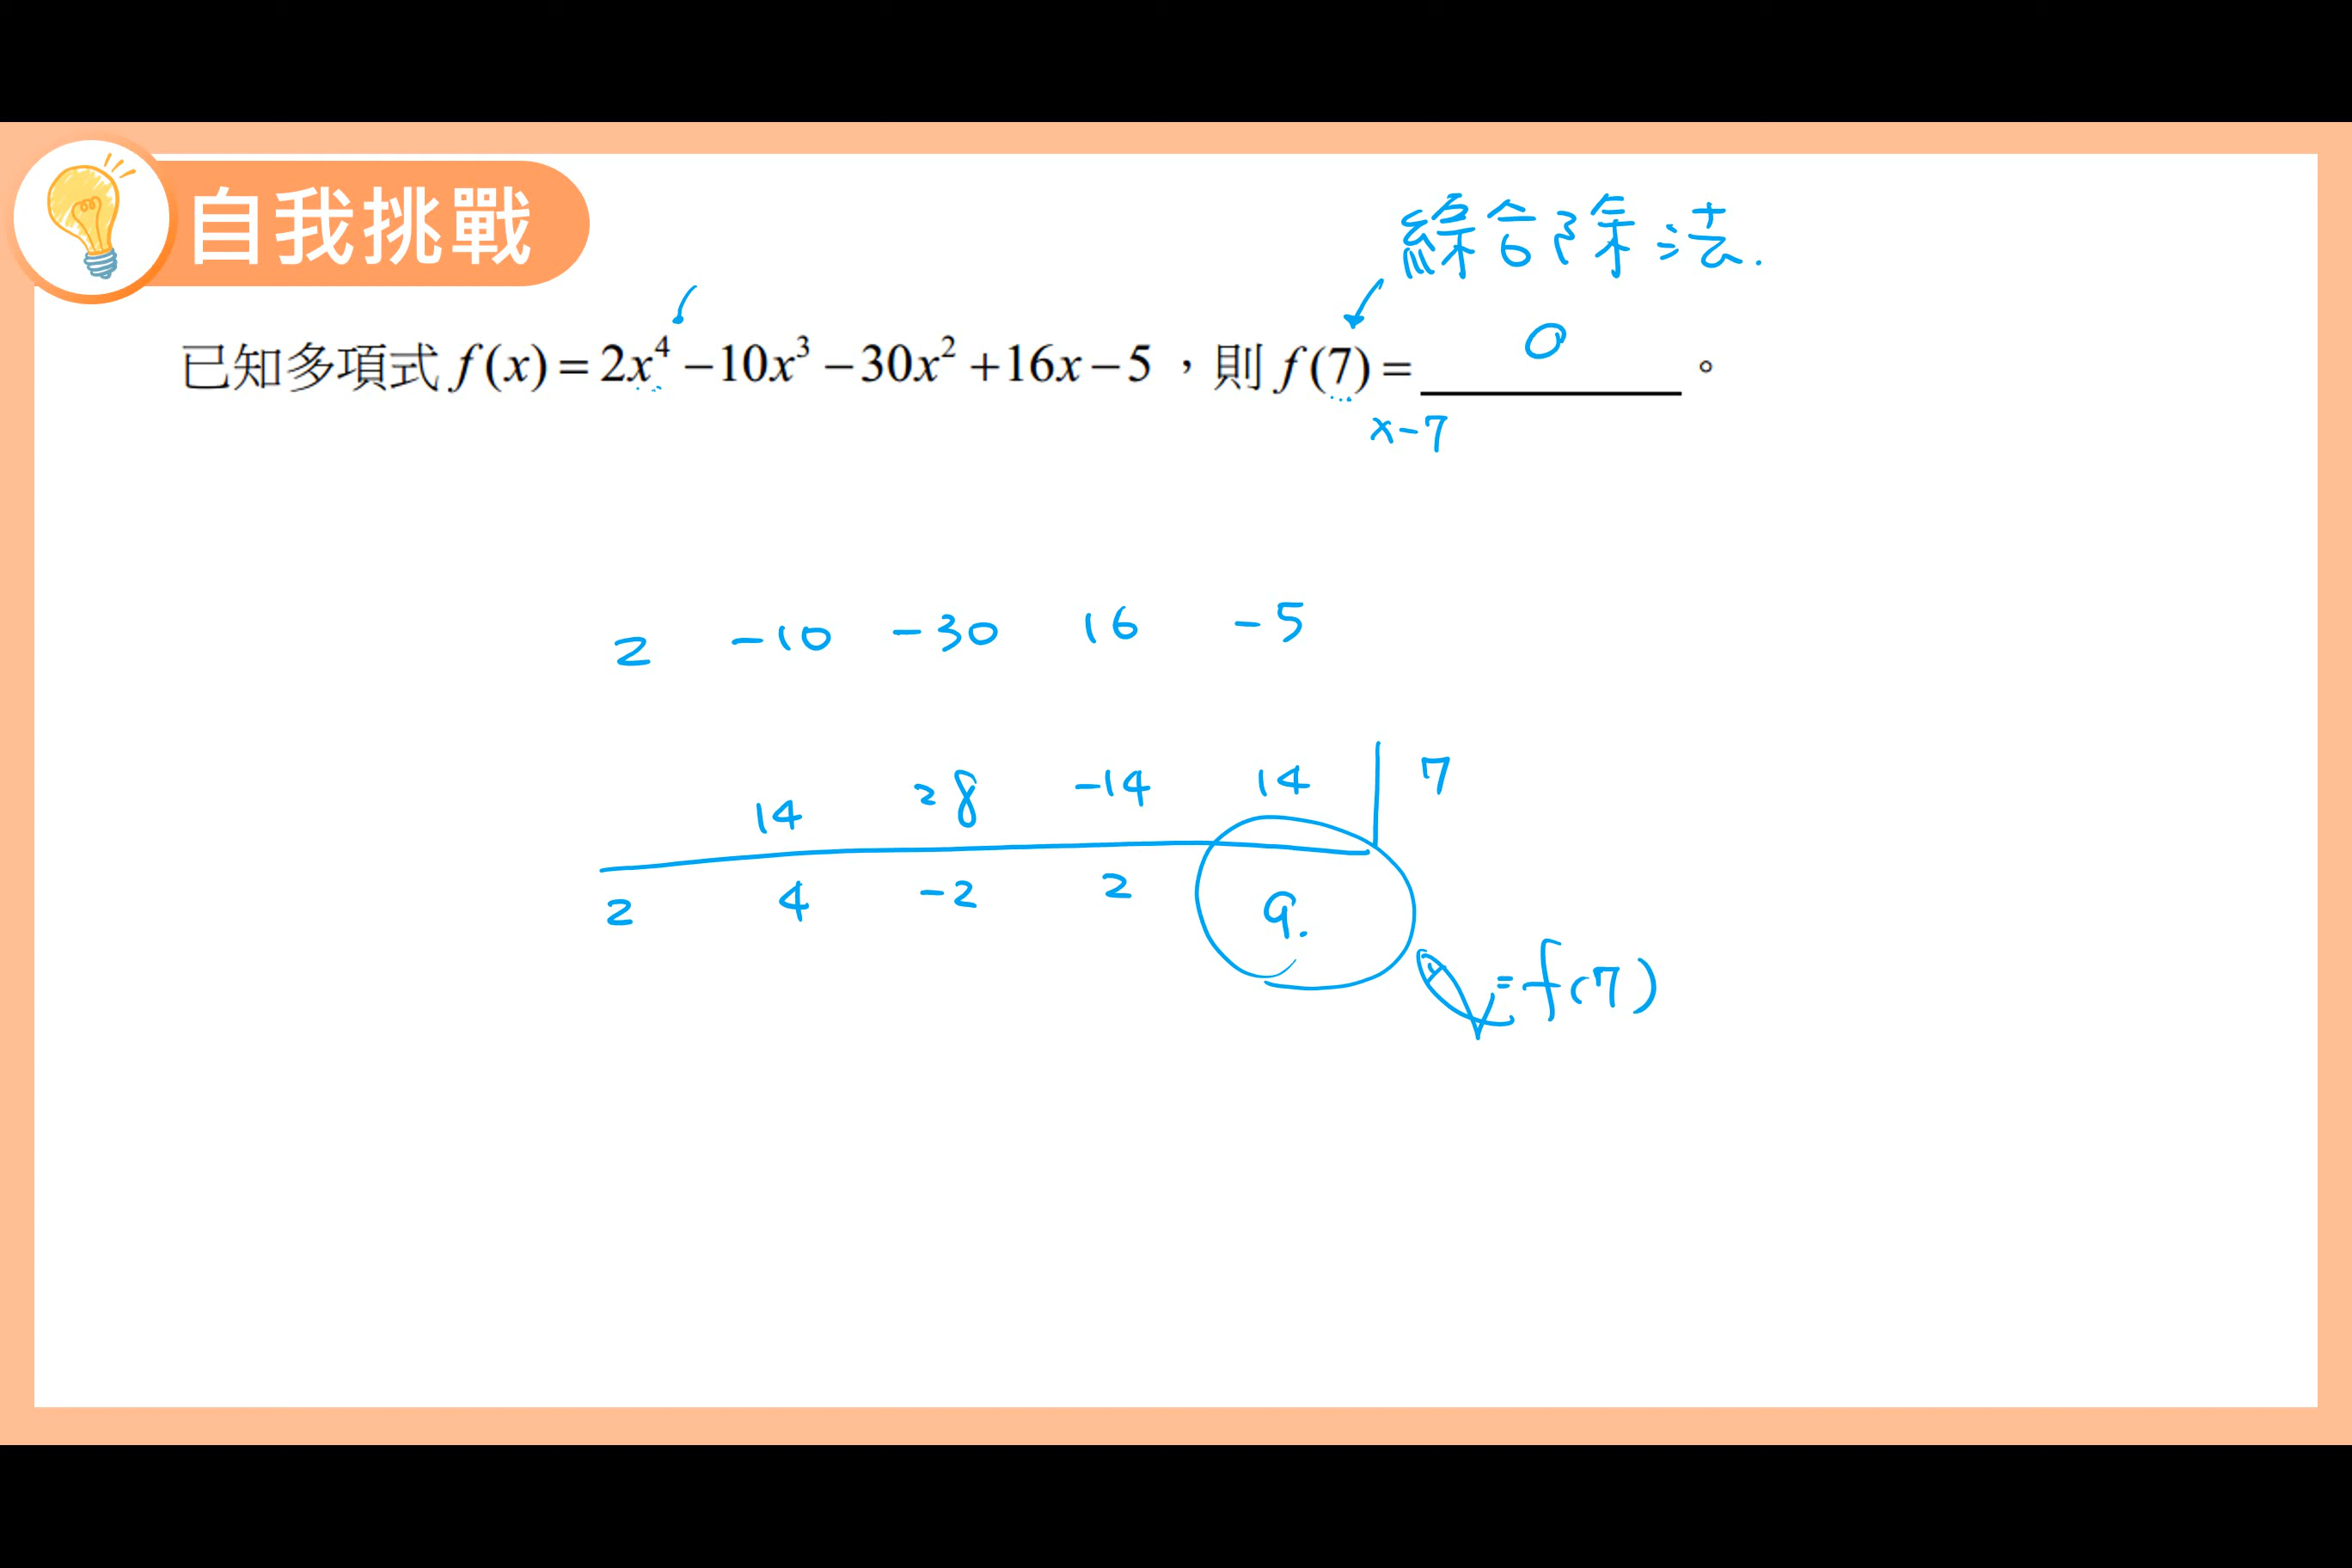 自我挑戰
綜合除法.
已知多項式 f(x) = 2x⁴ − 10x³ − 30x² + 16x − 5，則 f(7) = 0 。
x-7
2 -10 -30 16 -5
14 28 -14 14 7
2 4 -2 2 9.
=f(7)